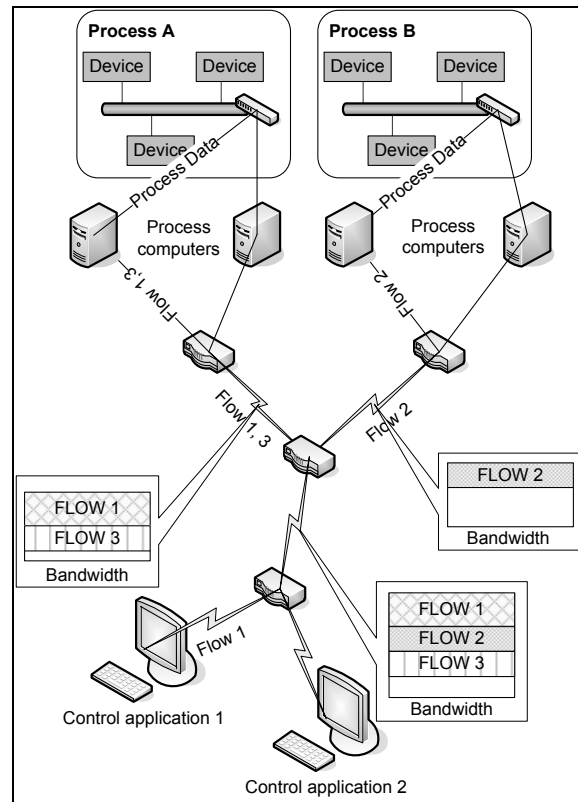 Process A
Process B
Device
Device
Device
Device
Device
Device
Process Data
Process Data
Process
computers
Process
computers
Flow 1,3
Flow 2
Flow 1, 3
Flow 2
FLOW 1
FLOW 3
Bandwidth
FLOW 2
Bandwidth
FLOW 1
FLOW 2
FLOW 3
Bandwidth
Flow 1
Control application 1
Control application 2